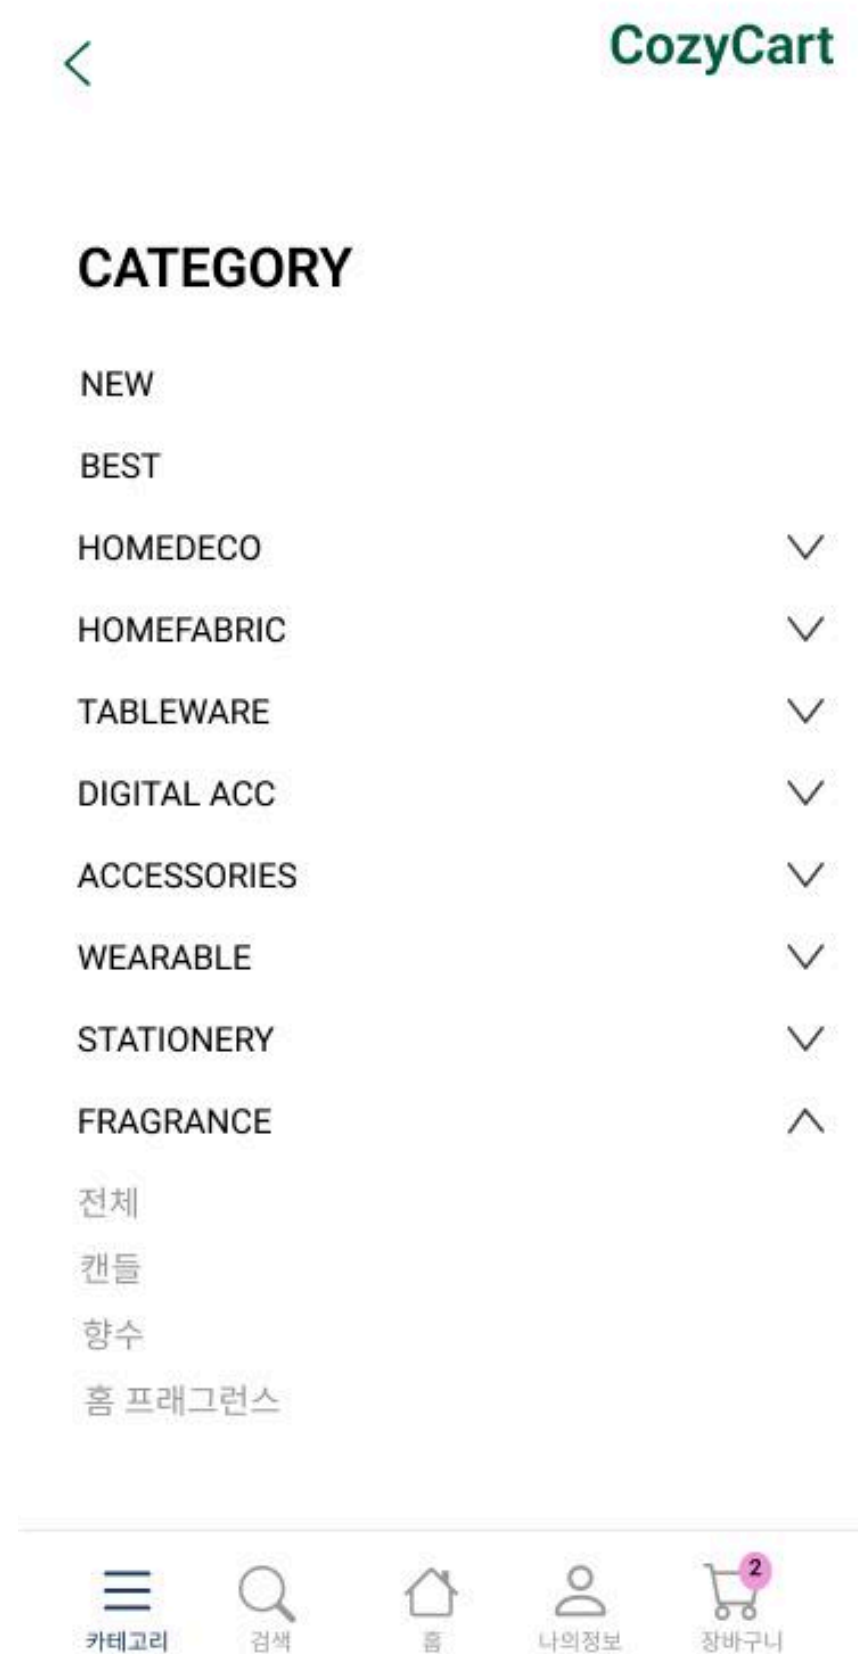 CozyCart
CATEGORY
NEW
BEST
HOMEDECO
HOMEFABRIC
TABLEWARE
DIGITAL ACC
ACCESSORIES
WEARABLE
STATIONERY
FRAGRANCE
전체
캔들
향수
홈 프래그런스
2
카테고리 검색 홈 나의정보 장바구니